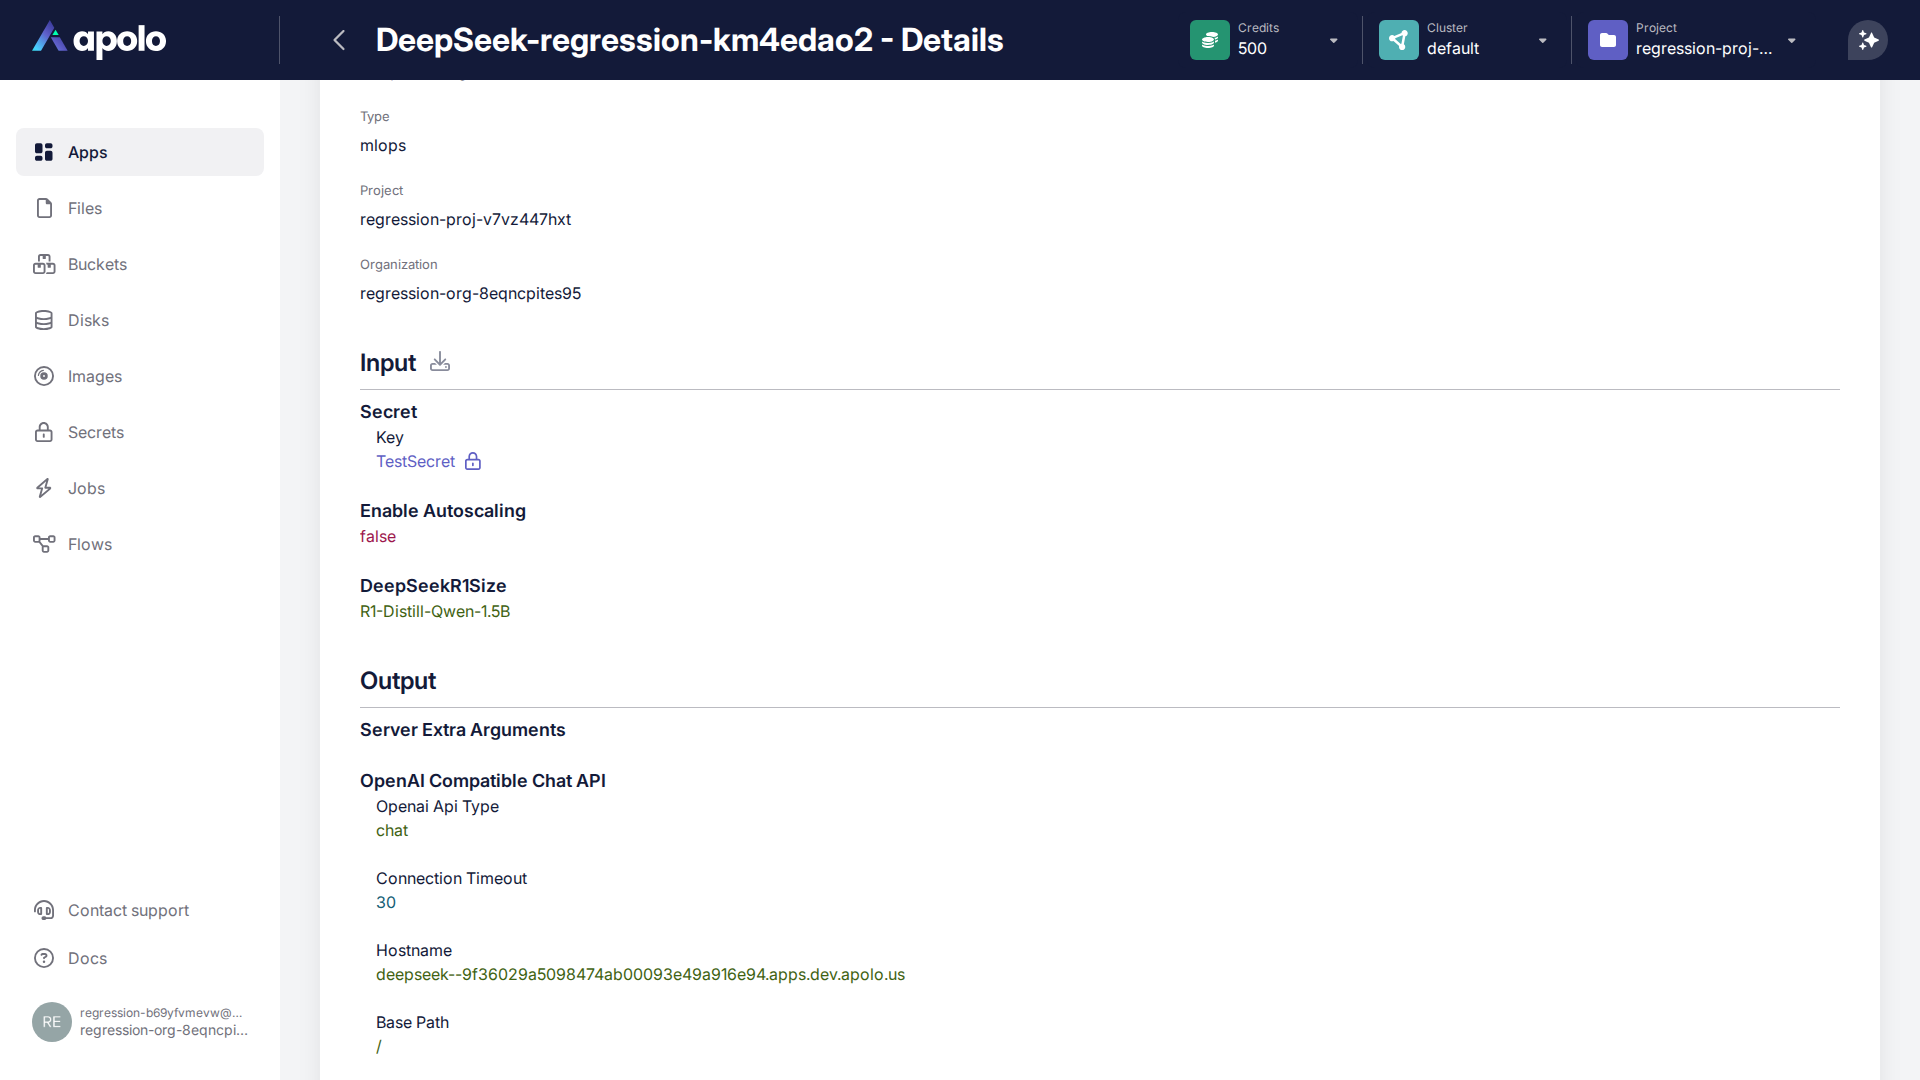 apolo
DeepSeek-regression-km4edao2 - Details
Credits
500
Cluster
default
Project
regression-proj-...
Apps
Files
Buckets
Disks
Images
Secrets
Jobs
Flows
Contact support
Docs
RE
regression-b69yfvmevw@...
regression-org-8eqncpi...
Type
mlops
Project
regression-proj-v7vz447hxt
Organization
regression-org-8eqncpites95
Input
Secret
Key
TestSecret
Enable Autoscaling
false
DeepSeekR1Size
R1-Distill-Qwen-1.5B
Output
Server Extra Arguments
OpenAI Compatible Chat API
Openai Api Type
chat
Connection Timeout
30
Hostname
deepseek--9f36029a5098474ab00093e49a916e94.apps.dev.apolo.us
Base Path
/